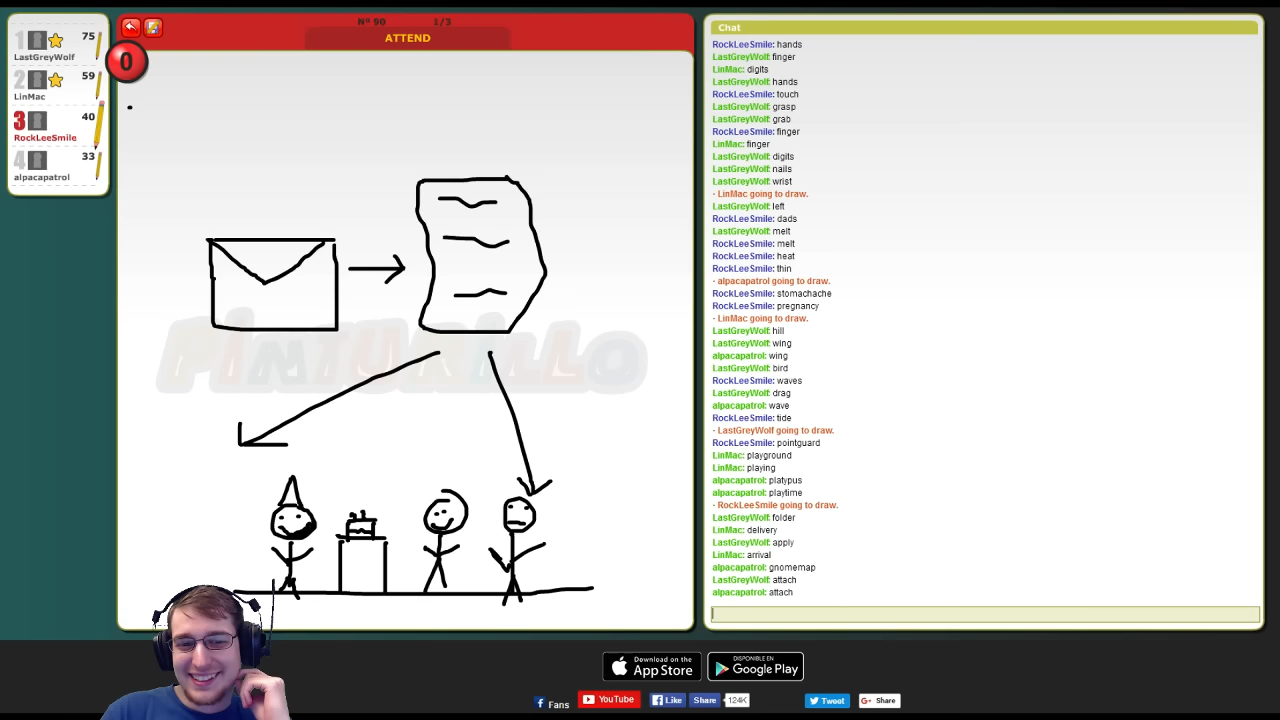 1 75
LastGreyWolf
2 59
LinMac
3 40
RockLeeSmile
4 33
alpacapatrol
Nº 90 1/3
ATTEND
0
PINTURILLO
Chat
RockLeeSmile: hands
LastGreyWolf: finger
LinMac: digits
LastGreyWolf: hands
RockLeeSmile: touch
LastGreyWolf: grasp
LastGreyWolf: grab
RockLeeSmile: finger
LinMac: finger
LastGreyWolf: digits
LastGreyWolf: nails
LastGreyWolf: wrist
- LinMac going to draw.
LastGreyWolf: left
RockLeeSmile: dads
LastGreyWolf: melt
RockLeeSmile: melt
RockLeeSmile: heat
RockLeeSmile: thin
- alpacapatrol going to draw.
RockLeeSmile: stomachache
RockLeeSmile: pregnancy
- LinMac going to draw.
LastGreyWolf: hill
LastGreyWolf: wing
alpacapatrol: wing
LastGreyWolf: bird
RockLeeSmile: waves
LastGreyWolf: drag
alpacapatrol: wave
RockLeeSmile: tide
- LastGreyWolf going to draw.
RockLeeSmile: pointguard
LinMac: playground
LinMac: playing
alpacapatrol: platypus
alpacapatrol: playtime
- RockLeeSmile going to draw.
LastGreyWolf: folder
LinMac: delivery
LastGreyWolf: apply
LinMac: arrival
alpacapatrol: gnomemap
LastGreyWolf: attach
alpacapatrol: attach
Download on the
App Store
DISPONIBLE EN
Google Play
Fans
YouTube
Like
Share
124K
Tweet
G+ Share